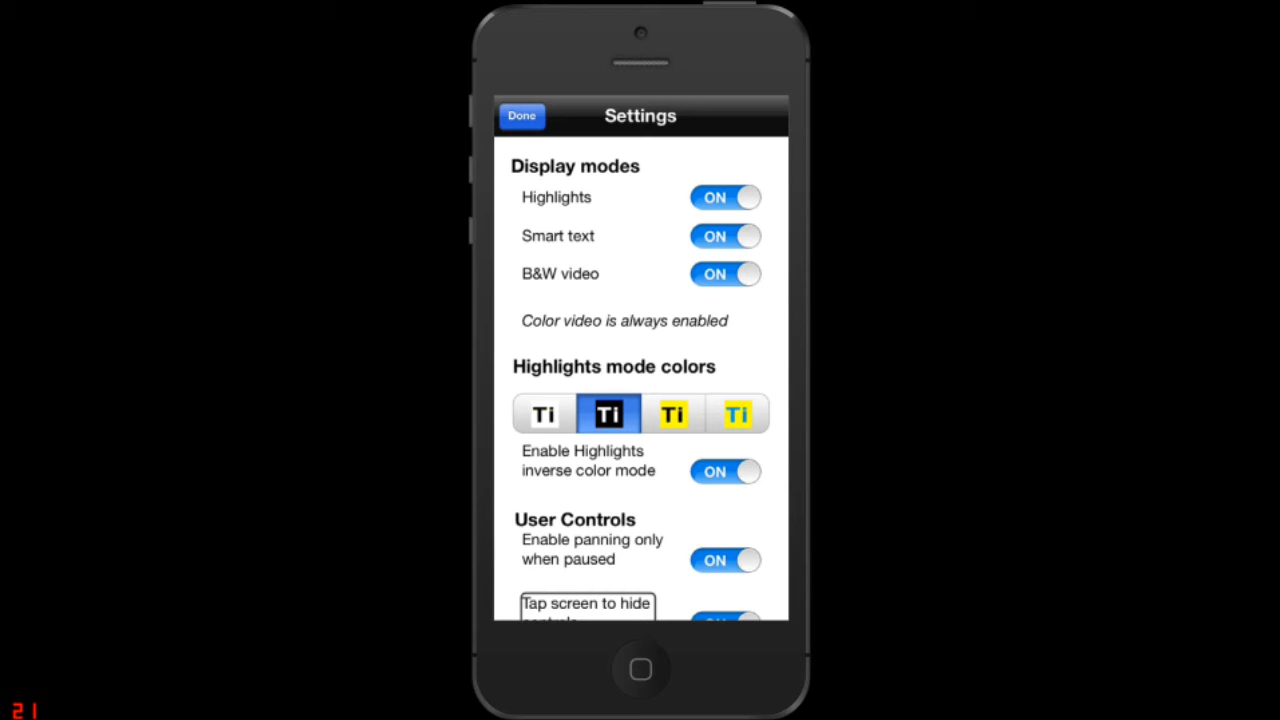 Done
Settings
Display modes
Highlights ON
Smart text ON
B&W video ON
Color video is always enabled
Highlights mode colors
Ti Ti Ti Ti
Enable Highlights
inverse color mode ON
User Controls
Enable panning only
when paused ON
Tap screen to hide
controls ON
21